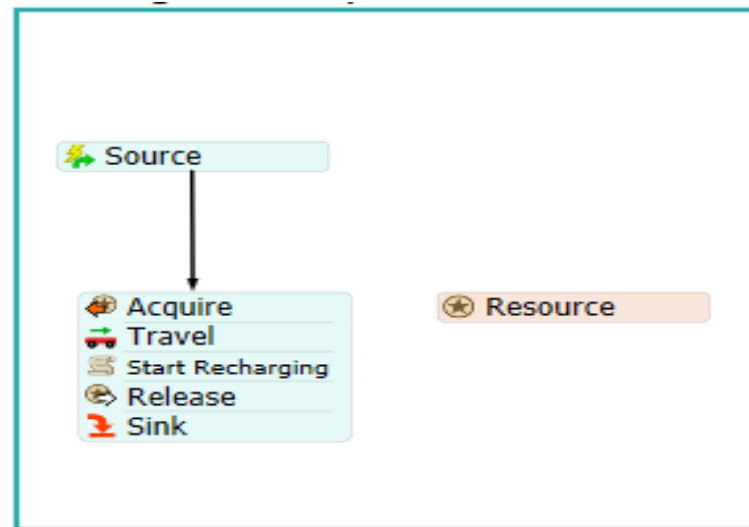 Source
Acquire
Resource
Travel
Start Recharging
Release
Sink